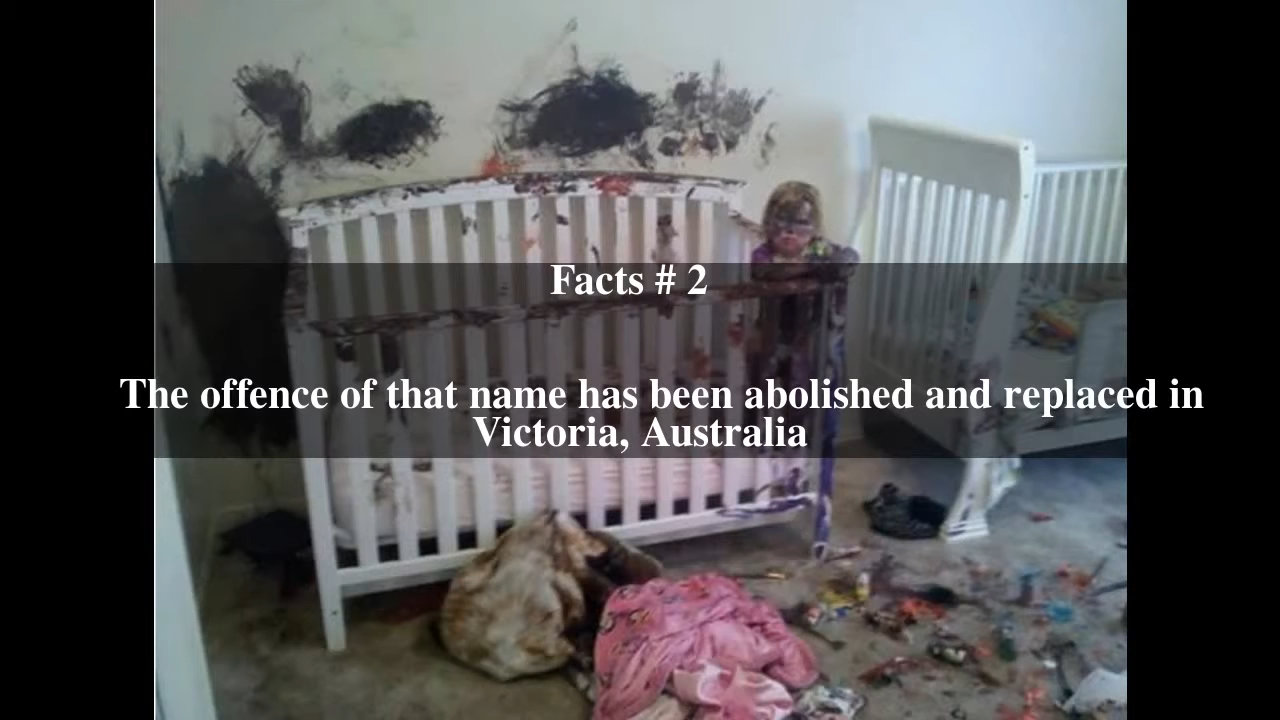 Facts # 2
The offence of that name has been abolished and replaced in
Victoria, Australia